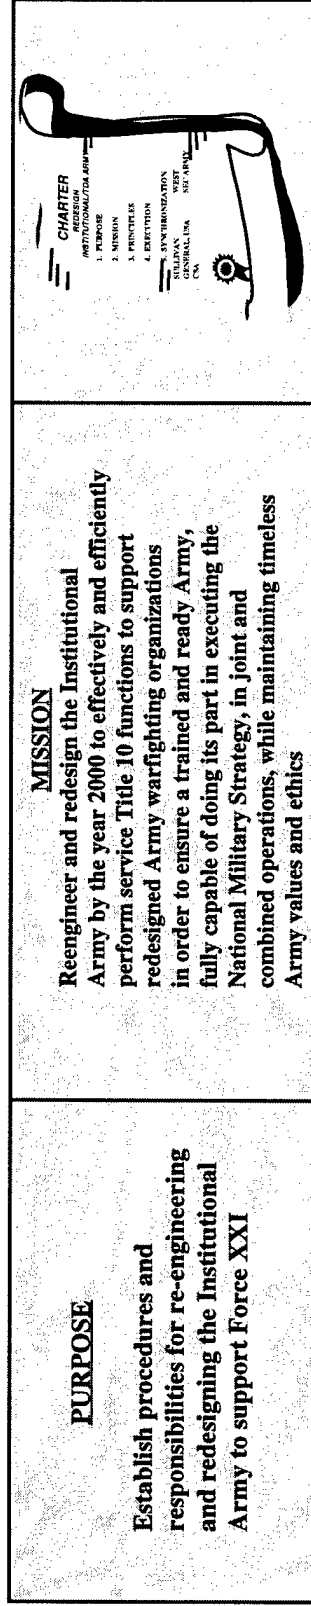 PURPOSE
Establish procedures and
responsibilities for re-engineering
and redesigning the Institutional
Army to support Force XXI
MISSION
Reengineer and redesign the Institutional
Army by the year 2000 to effectively and efficiently
perform service Title 10 functions to support
redesigned Army warfighting organizations
in order to ensure a trained and ready Army,
fully capable of doing its part in executing the
National Military Strategy, in joint and
combined operations, while maintaining timeless
Army values and ethics
CHARTER
REDESIGN
INSTITUTIONAL/TDA ARMY
1. PURPOSE
2. MISSION
3. PRINCIPLES
4. EXECUTION
5. SYNCHRONIZATION
SULLIVAN WEST
GENERAL, USA SEC ARMY
CSA